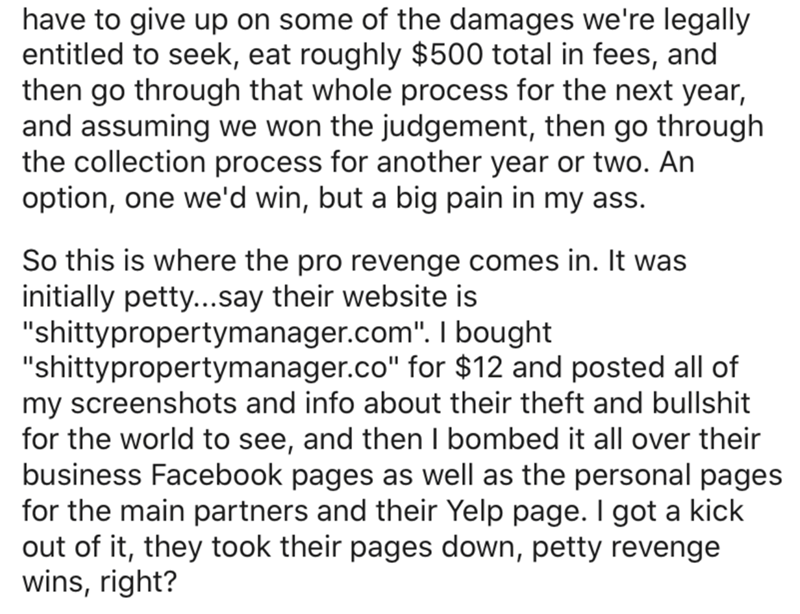 have to give up on some of the damages we're legally
entitled to seek, eat roughly $500 total in fees, and
then go through that whole process for the next year,
and assuming we won the judgement, then go through
the collection process for another year or two. An
option, one we'd win, but a big pain in my ass.
So this is where the pro revenge comes in. It was
initially petty...say their website is
"shittypropertymanager.com". I bought
"shittypropertymanager.co" for $12 and posted all of
my screenshots and info about their theft and bullshit
for the world to see, and then I bombed it all over their
business Facebook pages as well as the personal pages
for the main partners and their Yelp page. I got a kick
out of it, they took their pages down, petty revenge
wins, right?